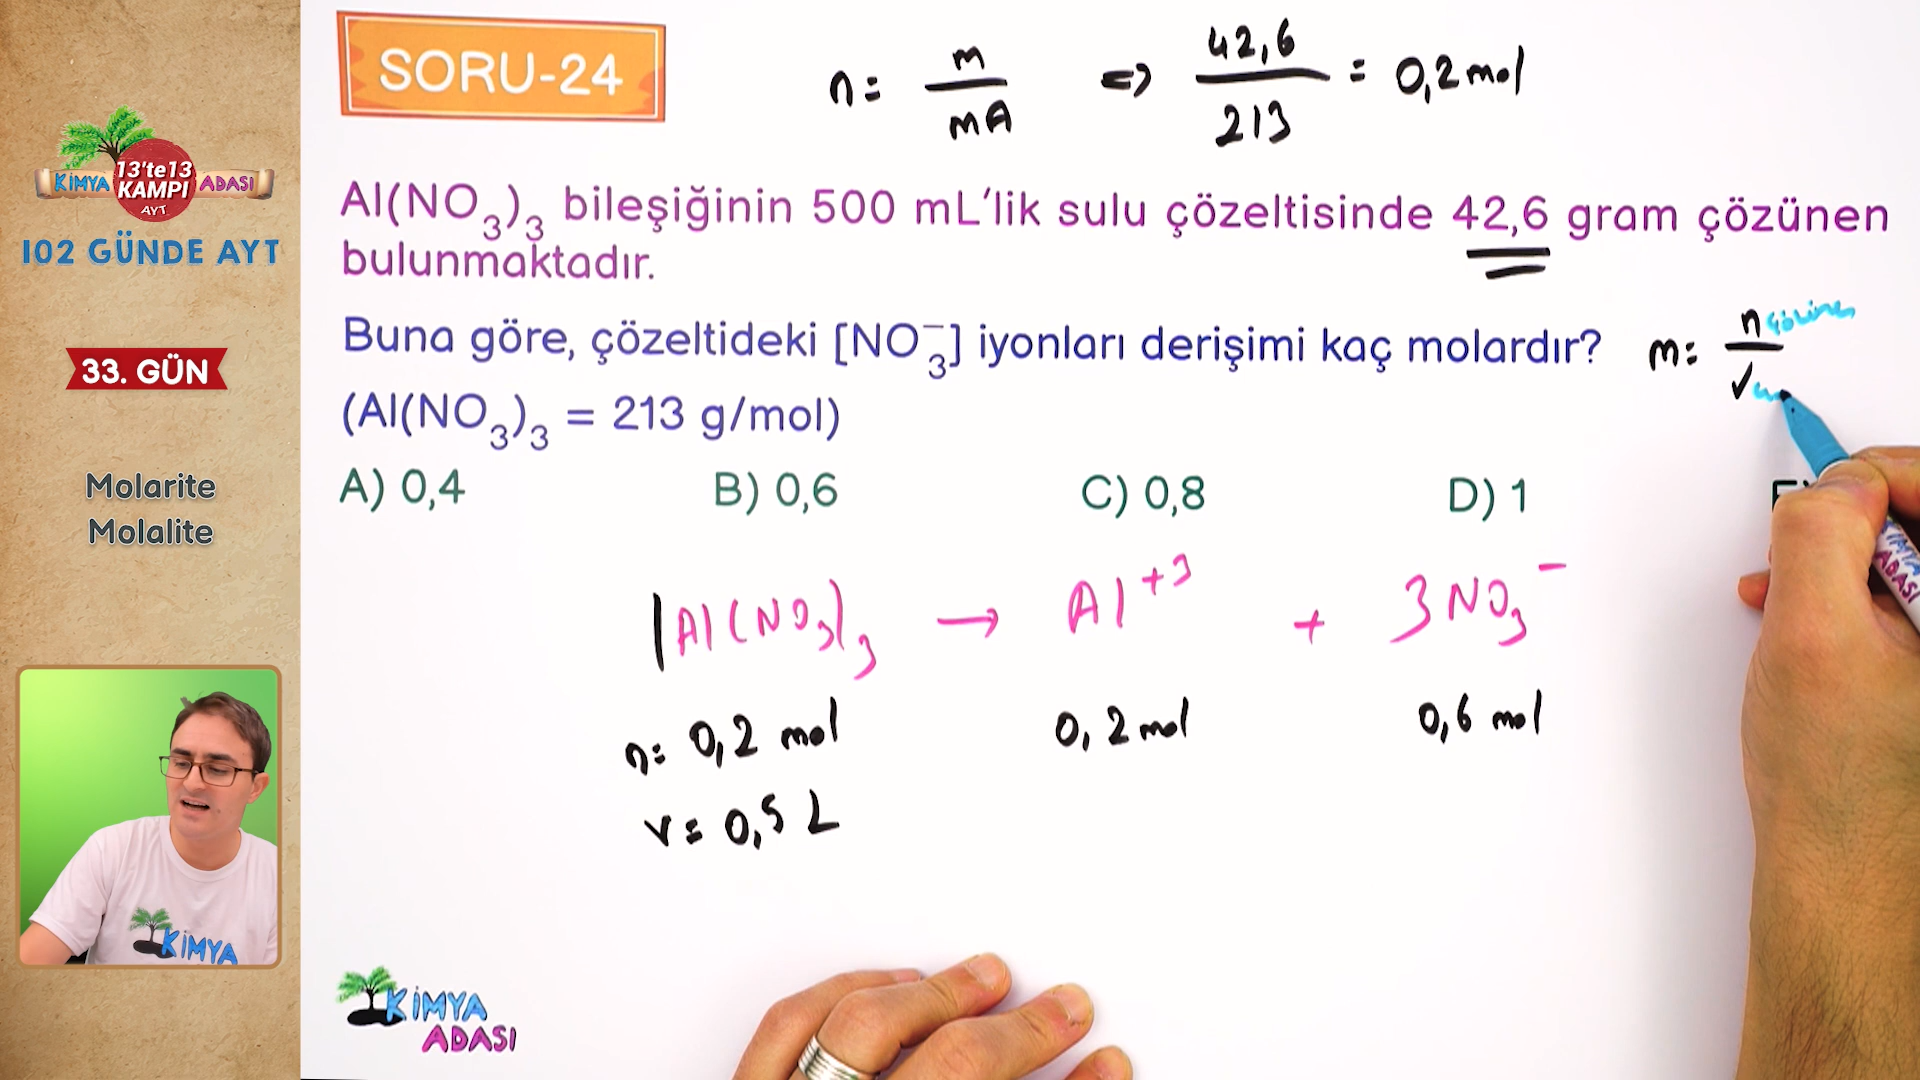 SORU-24
n = m / mA => 42,6 / 213 = 0,2 mol
13'te13
KİMYA KAMPI ADASI
AYT
102 GÜNDE AYT
33. GÜN
Molarite
Molalite
Al(NO3)3 bileşiğinin 500 mL'lik sulu çözeltisinde 42,6 gram çözünen
bulunmaktadır.
Buna göre, çözeltideki [NO3−] iyonları derişimi kaç molardır?
m = n / V
(Al(NO3)3 = 213 g/mol)
A) 0,4 B) 0,6 C) 0,8 D) 1
1Al(NO3)3 → Al+3 + 3NO3−
n= 0,2 mol 0,2 mol 0,6 mol
v= 0,5 L
KİMYA
KİMYA
ADASI
KİMYA
ADASI